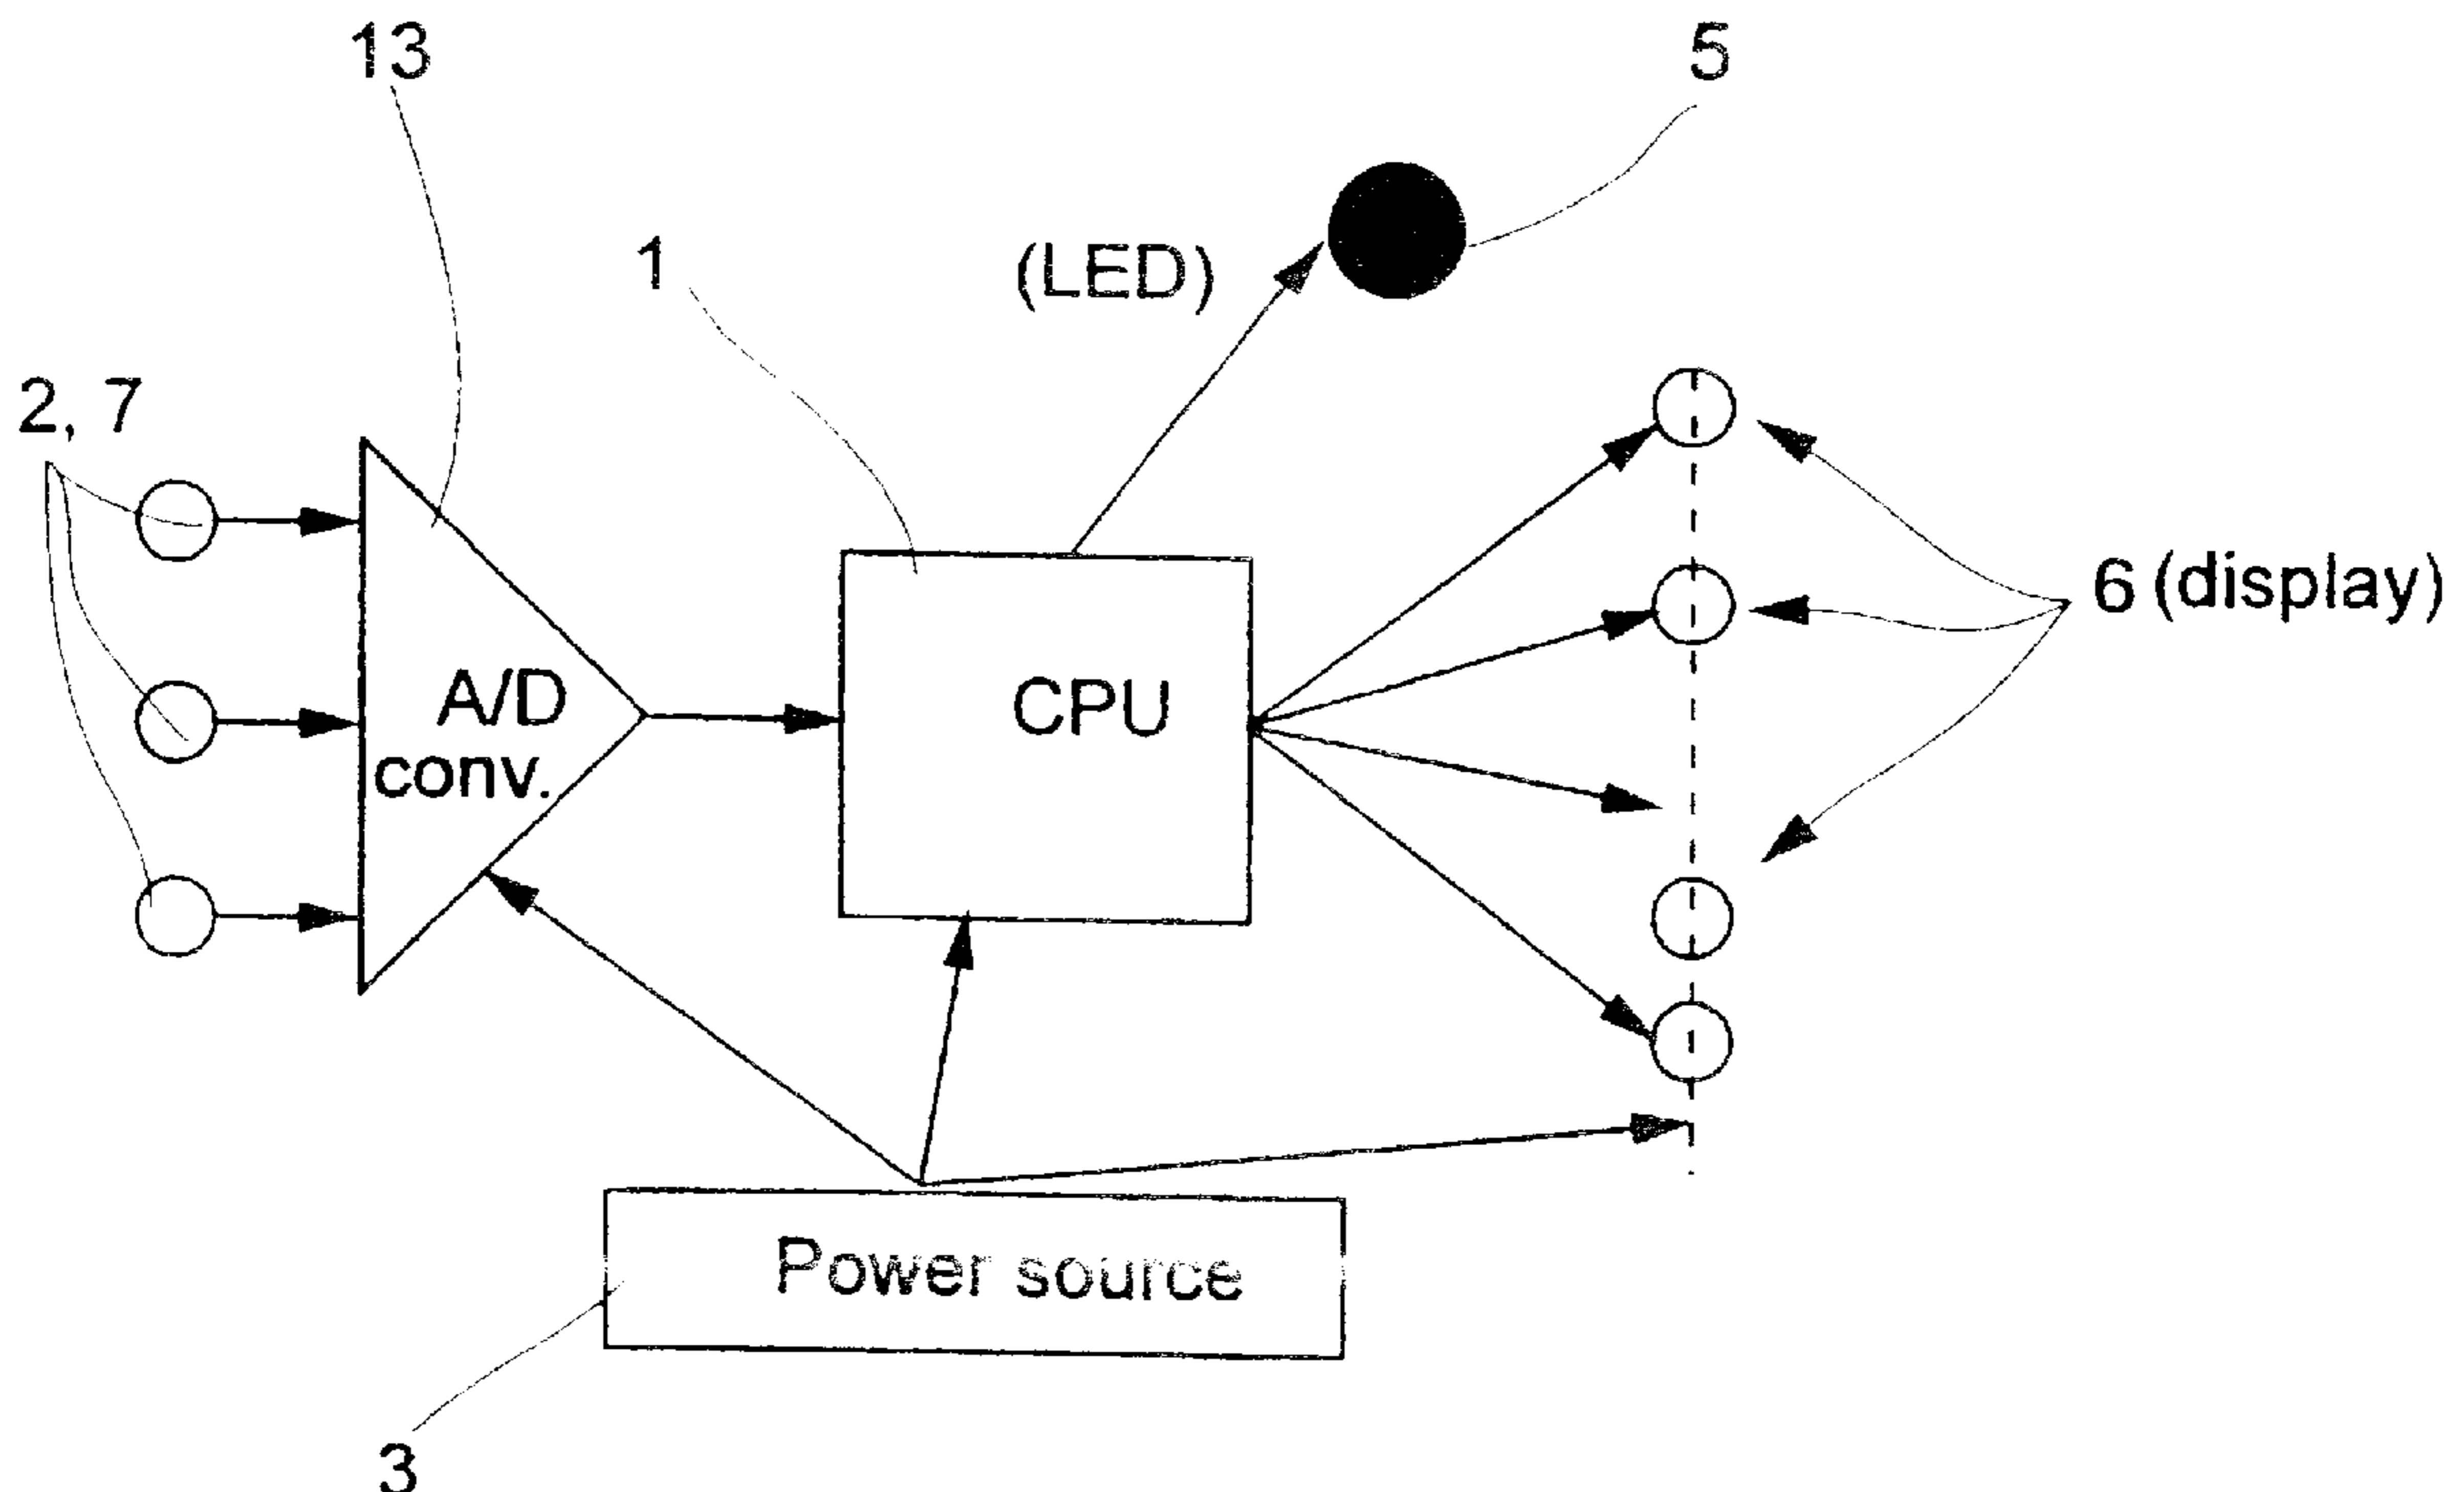 13
5
1
(LED)
2, 7
6 (display)
A/D
conv.
CPU
Power source
3